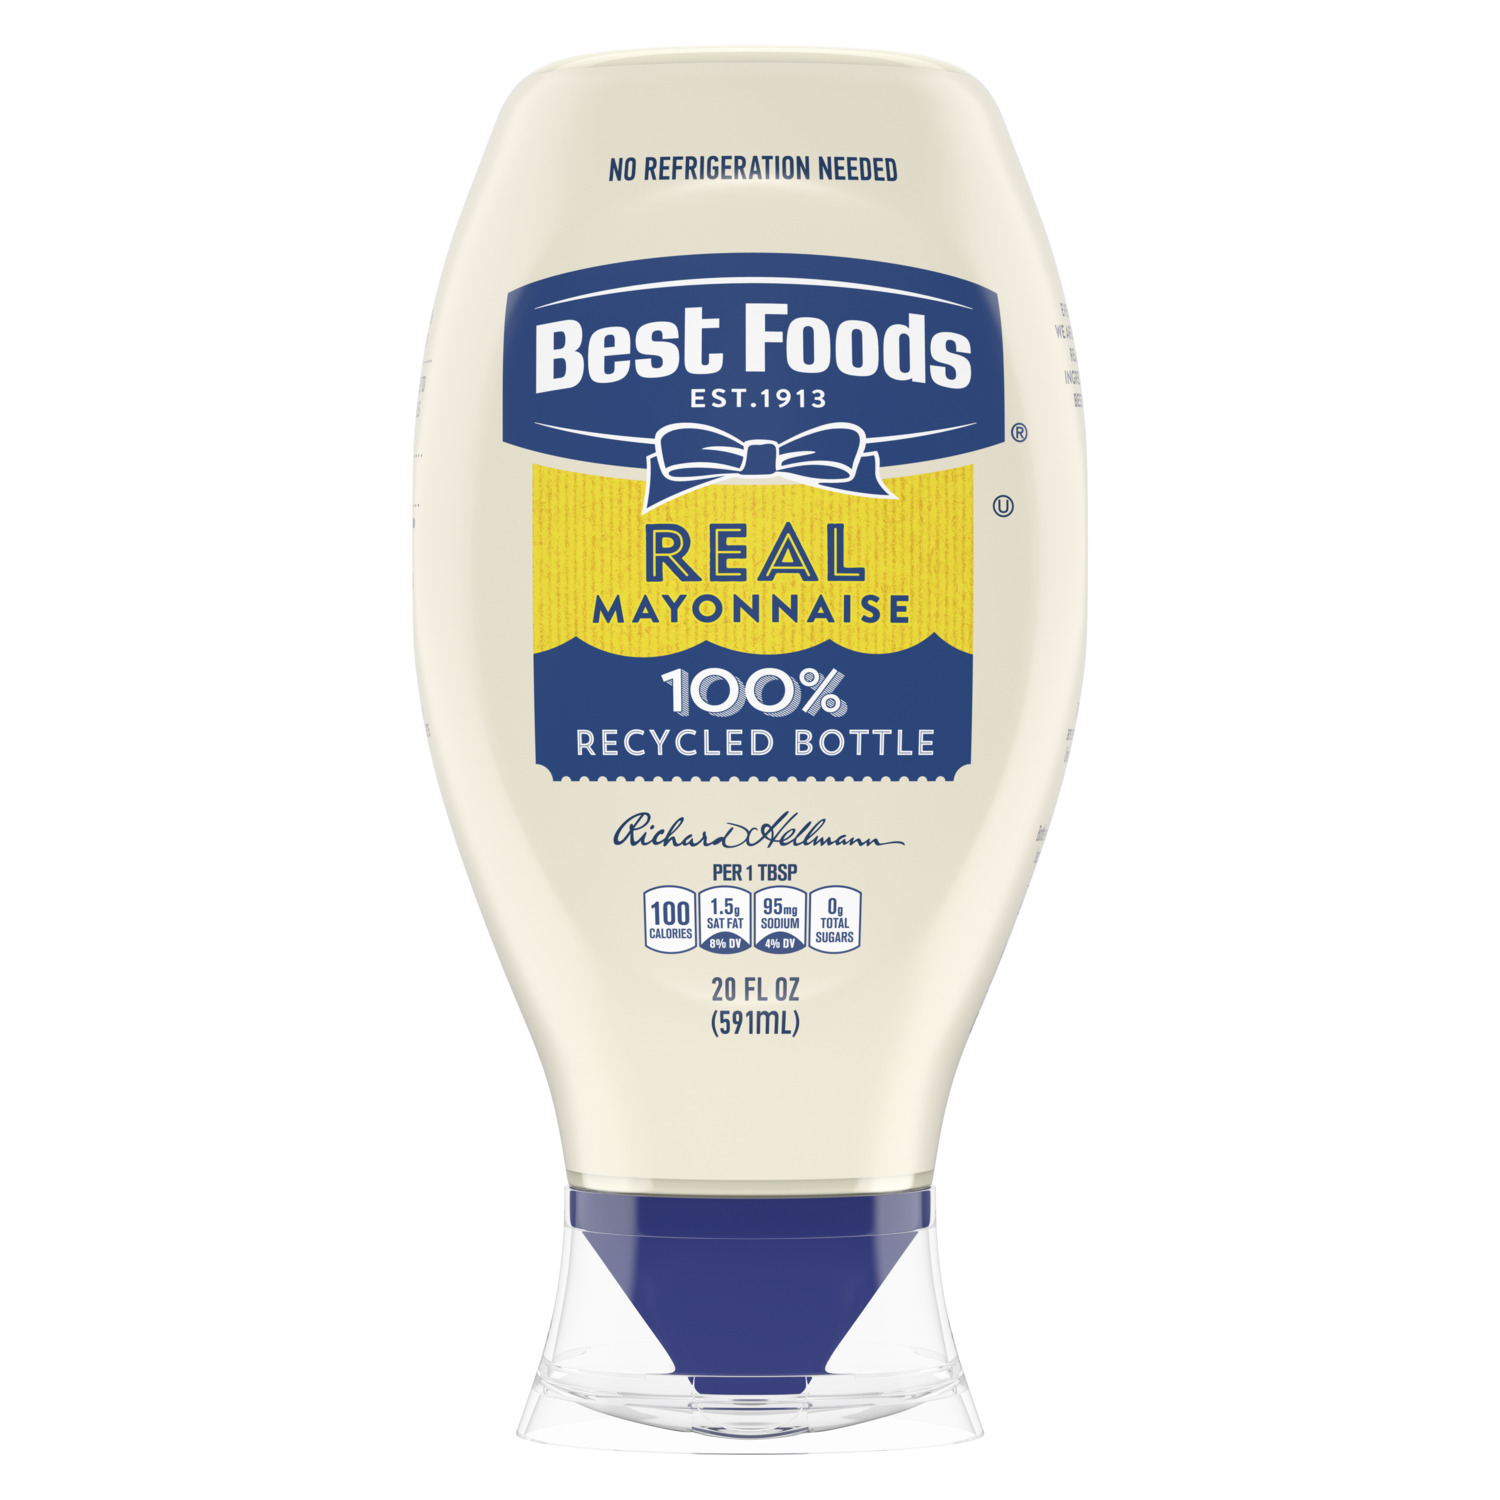 NO REFRIGERATION NEEDED
Best Foods
EST.1913
®
U
REAL
MAYONNAISE
100%
RECYCLED BOTTLE
Richard Hellmann
PER 1 TBSP
100 CALORIES
1.5g SAT FAT 8% DV
95mg SODIUM 4% DV
0g TOTAL SUGARS
20 FL OZ
(591mL)